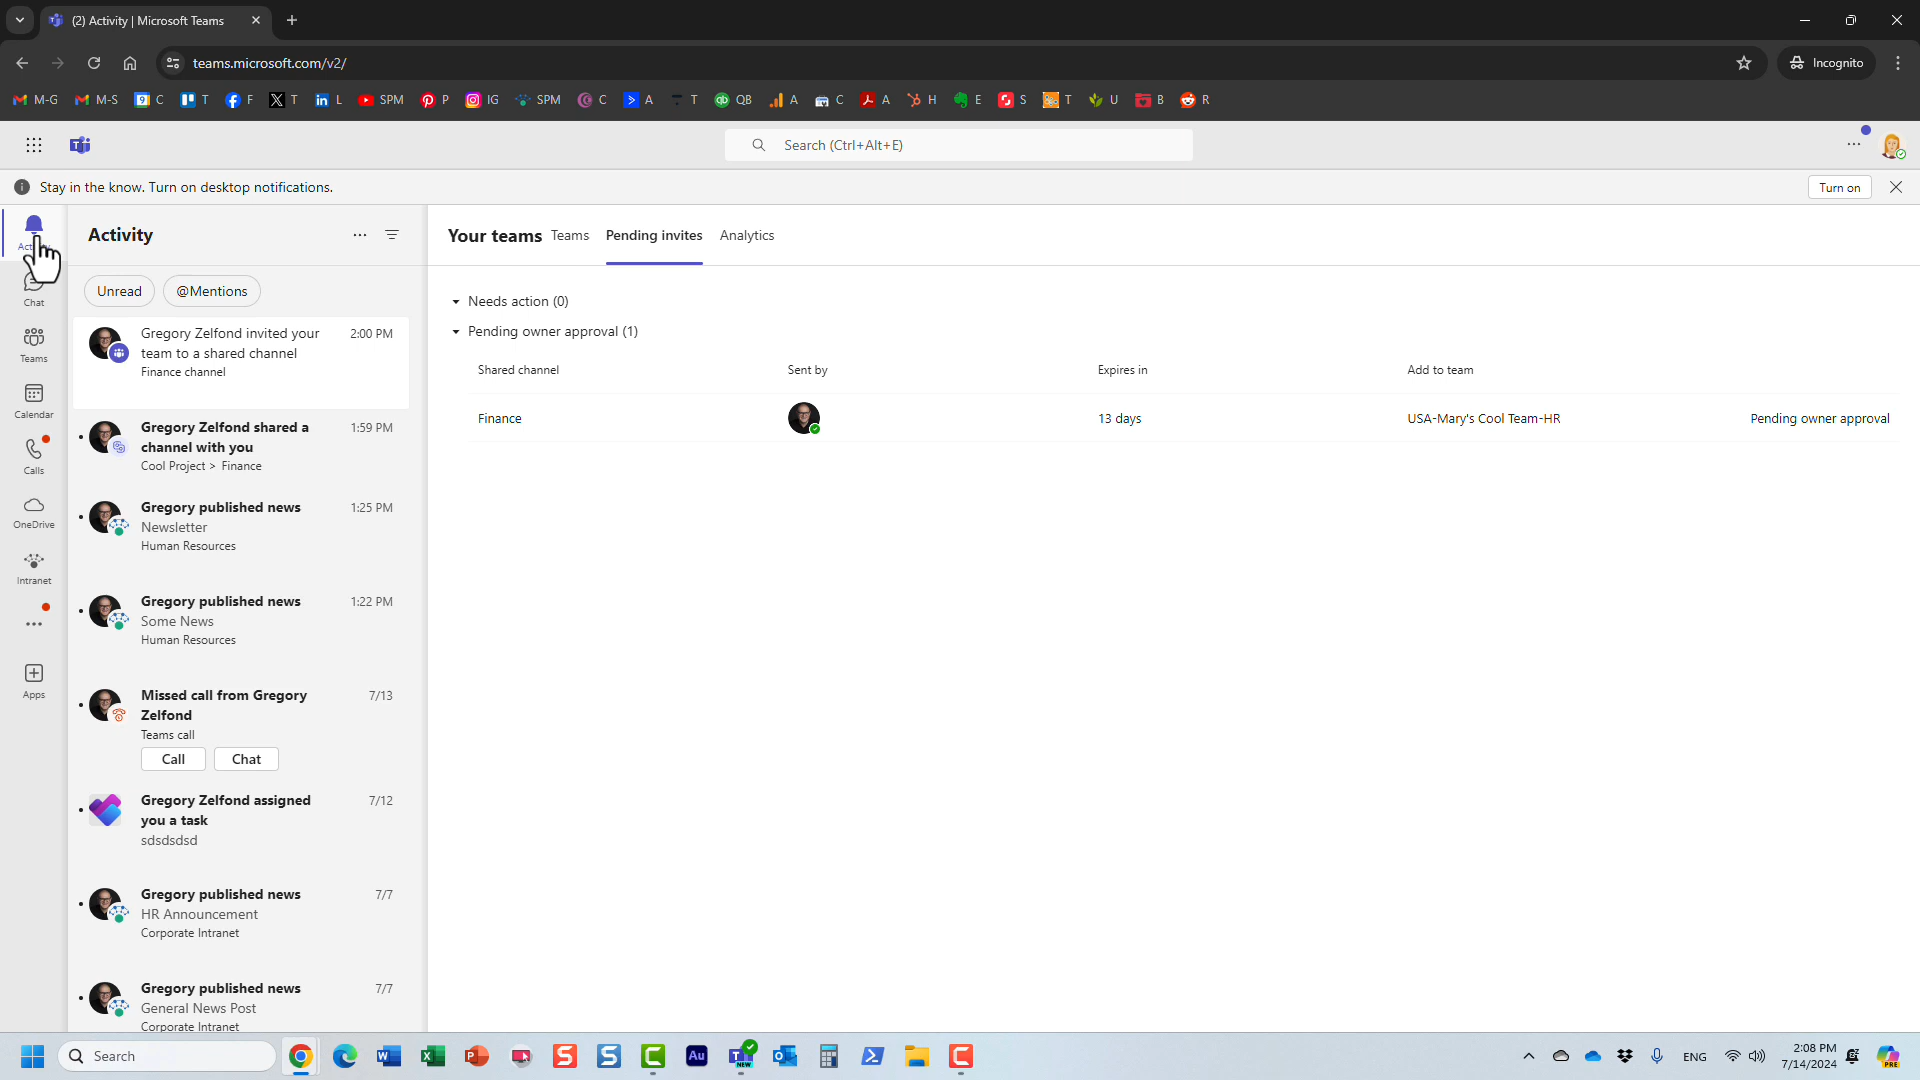 (2) Activity | Microsoft Teams
teams.microsoft.com/v2/
Incognito
M-G M-S C T F T L SPM P IG SPM C A T QB A C A H E S T U B R
Search (Ctrl+Alt+E)
Stay in the know. Turn on desktop notifications.
Turn on
Chat
Teams
Calendar
Calls
OneDrive
Intranet
Apps
Activity
Unread
@Mentions
Gregory Zelfond invited your 2:00 PM
team to a shared channel
Finance channel
Gregory Zelfond shared a 1:59 PM
channel with you
Cool Project > Finance
Gregory published news 1:25 PM
Newsletter
Human Resources
Gregory published news 1:22 PM
Some News
Human Resources
Missed call from Gregory 7/13
Zelfond
Teams call
Call Chat
Gregory Zelfond assigned 7/12
you a task
sdsdsdsd
Gregory published news 7/7
HR Announcement
Corporate Intranet
Gregory published news 7/7
General News Post
Corporate Intranet
Your teams Teams Pending invites Analytics
Needs action (0)
Pending owner approval (1)
Shared channel Sent by Expires in Add to team
Finance 13 days USA-Mary's Cool Team-HR Pending owner approval
Search
ENG
2:08 PM
7/14/2024